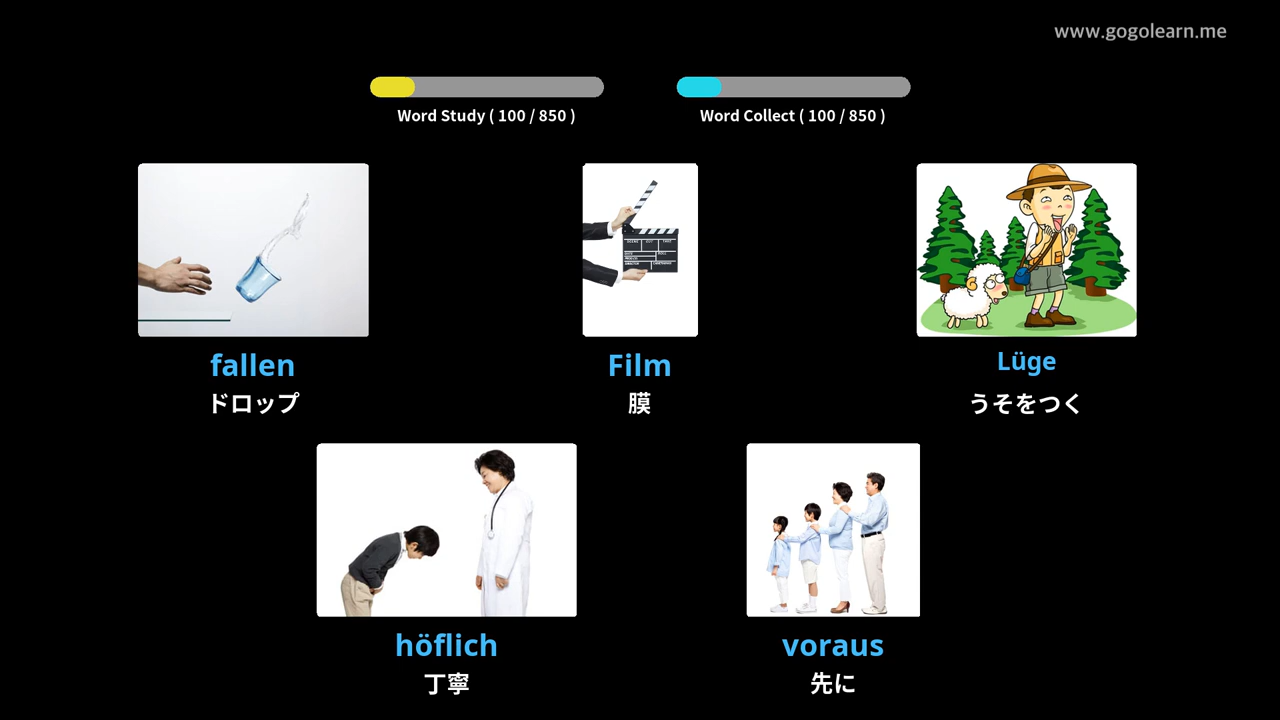 www.gogolearn.me
Word Study ( 100 / 850 )
Word Collect ( 100 / 850 )
fallen
ドロップ
Film
膜
Lüge
うそをつく
höflich
丁寧
voraus
先に